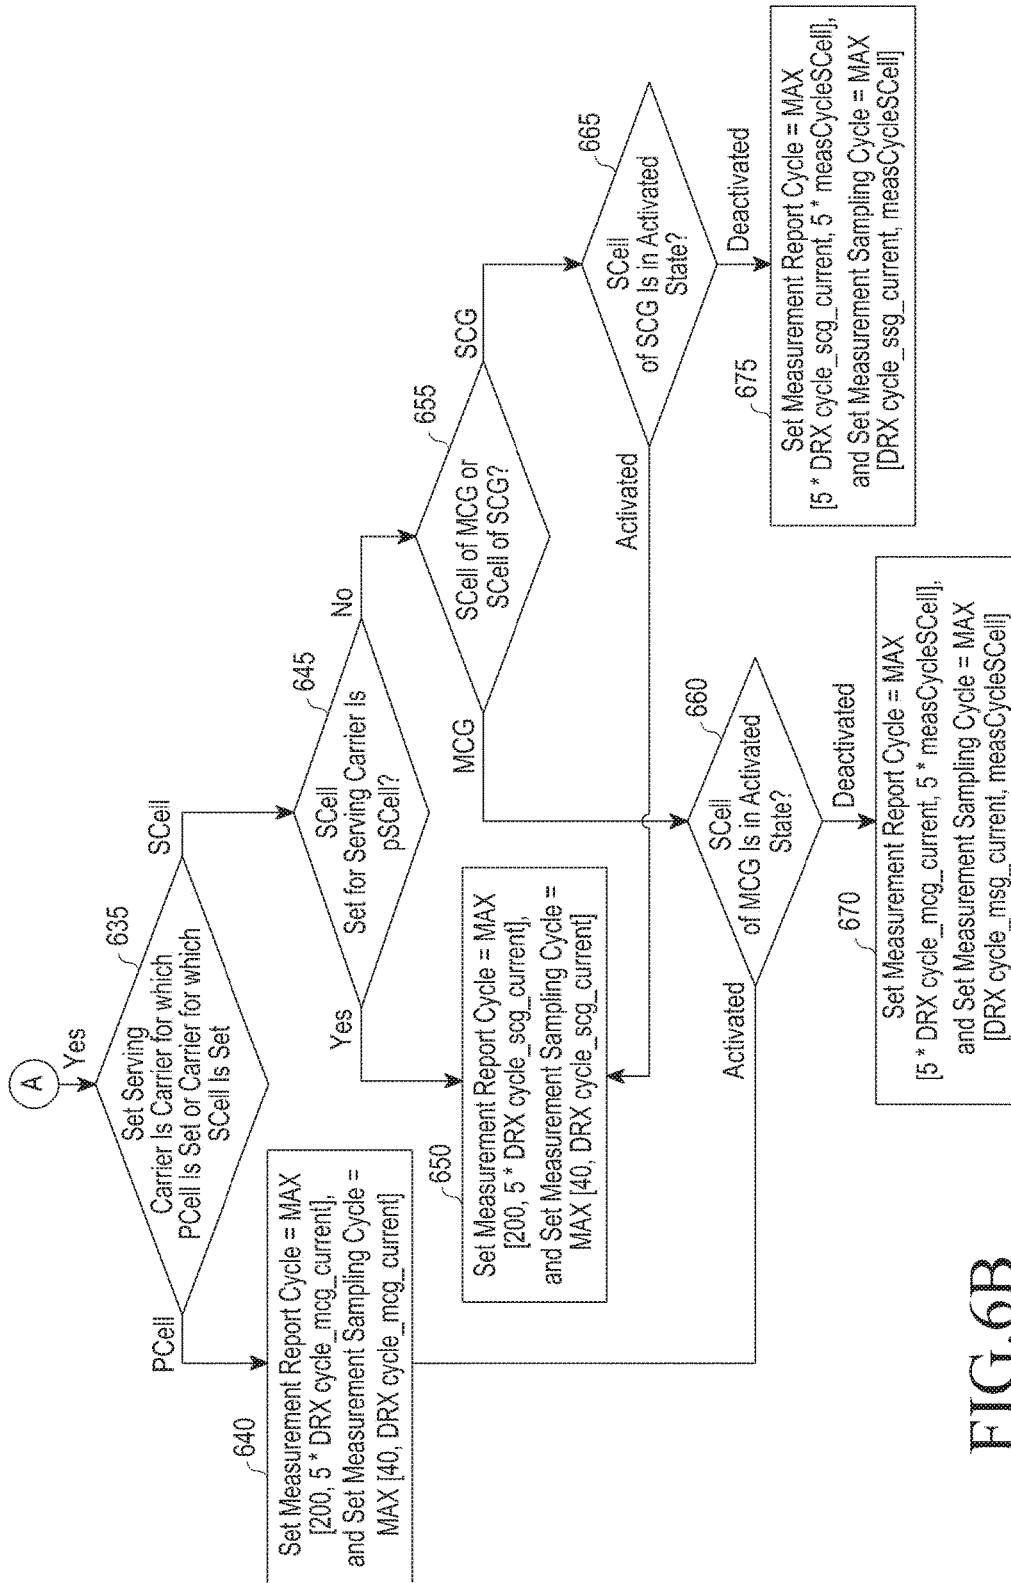 A
Yes
635
Set Serving
Carrier Is Carrier for which
PCell Is Set or Carrier for which
SCell Is Set
PCell
SCell
640
Set Measurement Report Cycle = MAX
[200, 5 * DRX cycle_mcg_current],
and Set Measurement Sampling Cycle =
MAX [40, DRX cycle_mcg_current]
645
SCell
Set for Serving Carrier Is
pSCell?
Yes
No
650
Set Measurement Report Cycle = MAX
[200, 5 * DRX cycle_scg_current],
and Set Measurement Sampling Cycle =
MAX [40, DRX cycle_scg_current]
655
SCell of MCG or
SCell of SCG?
MCG
SCG
660
SCell
of MCG Is in Activated
State?
Activated
Deactivated
665
SCell
of SCG Is in Activated
State?
Activated
Deactivated
670
Set Measurement Report Cycle = MAX
[5 * DRX cycle_mcg_current, 5 * measCycleSCell],
and Set Measurement Sampling Cycle = MAX
[DRX cycle_msg_current, measCycleSCell]
675
Set Measurement Report Cycle = MAX
[5 * DRX cycle_scg_current, 5 * measCycleSCell],
and Set Measurement Sampling Cycle = MAX
[DRX cycle_ssg_current, measCycleSCell]
FIG.6B